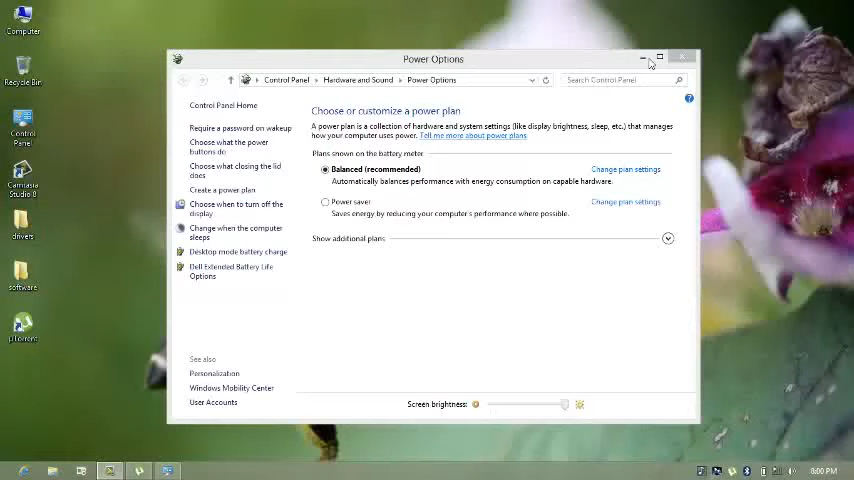 Computer
Recycle Bin
Control
Panel
Camtasia
Studio 8
drivers
software
µTorrent
Power Options
Control Panel
Hardware and Sound
Power Options
Search Control Panel
Control Panel Home
Require a password on wakeup
Choose what the power
buttons do
Choose what closing the lid
does
Create a power plan
Choose when to turn off the
display
Change when the computer
sleeps
Desktop mode battery charge
Dell Extended Battery Life
Options
See also
Personalization
Windows Mobility Center
User Accounts
Choose or customize a power plan
A power plan is a collection of hardware and system settings (like display brightness, sleep, etc.) that manages
how your computer uses power. Tell me more about power plans
Plans shown on the battery meter
Balanced (recommended)
Change plan settings
Automatically balances performance with energy consumption on capable hardware.
Power saver
Change plan settings
Saves energy by reducing your computer's performance where possible.
Show additional plans
Screen brightness:
8:00 PM